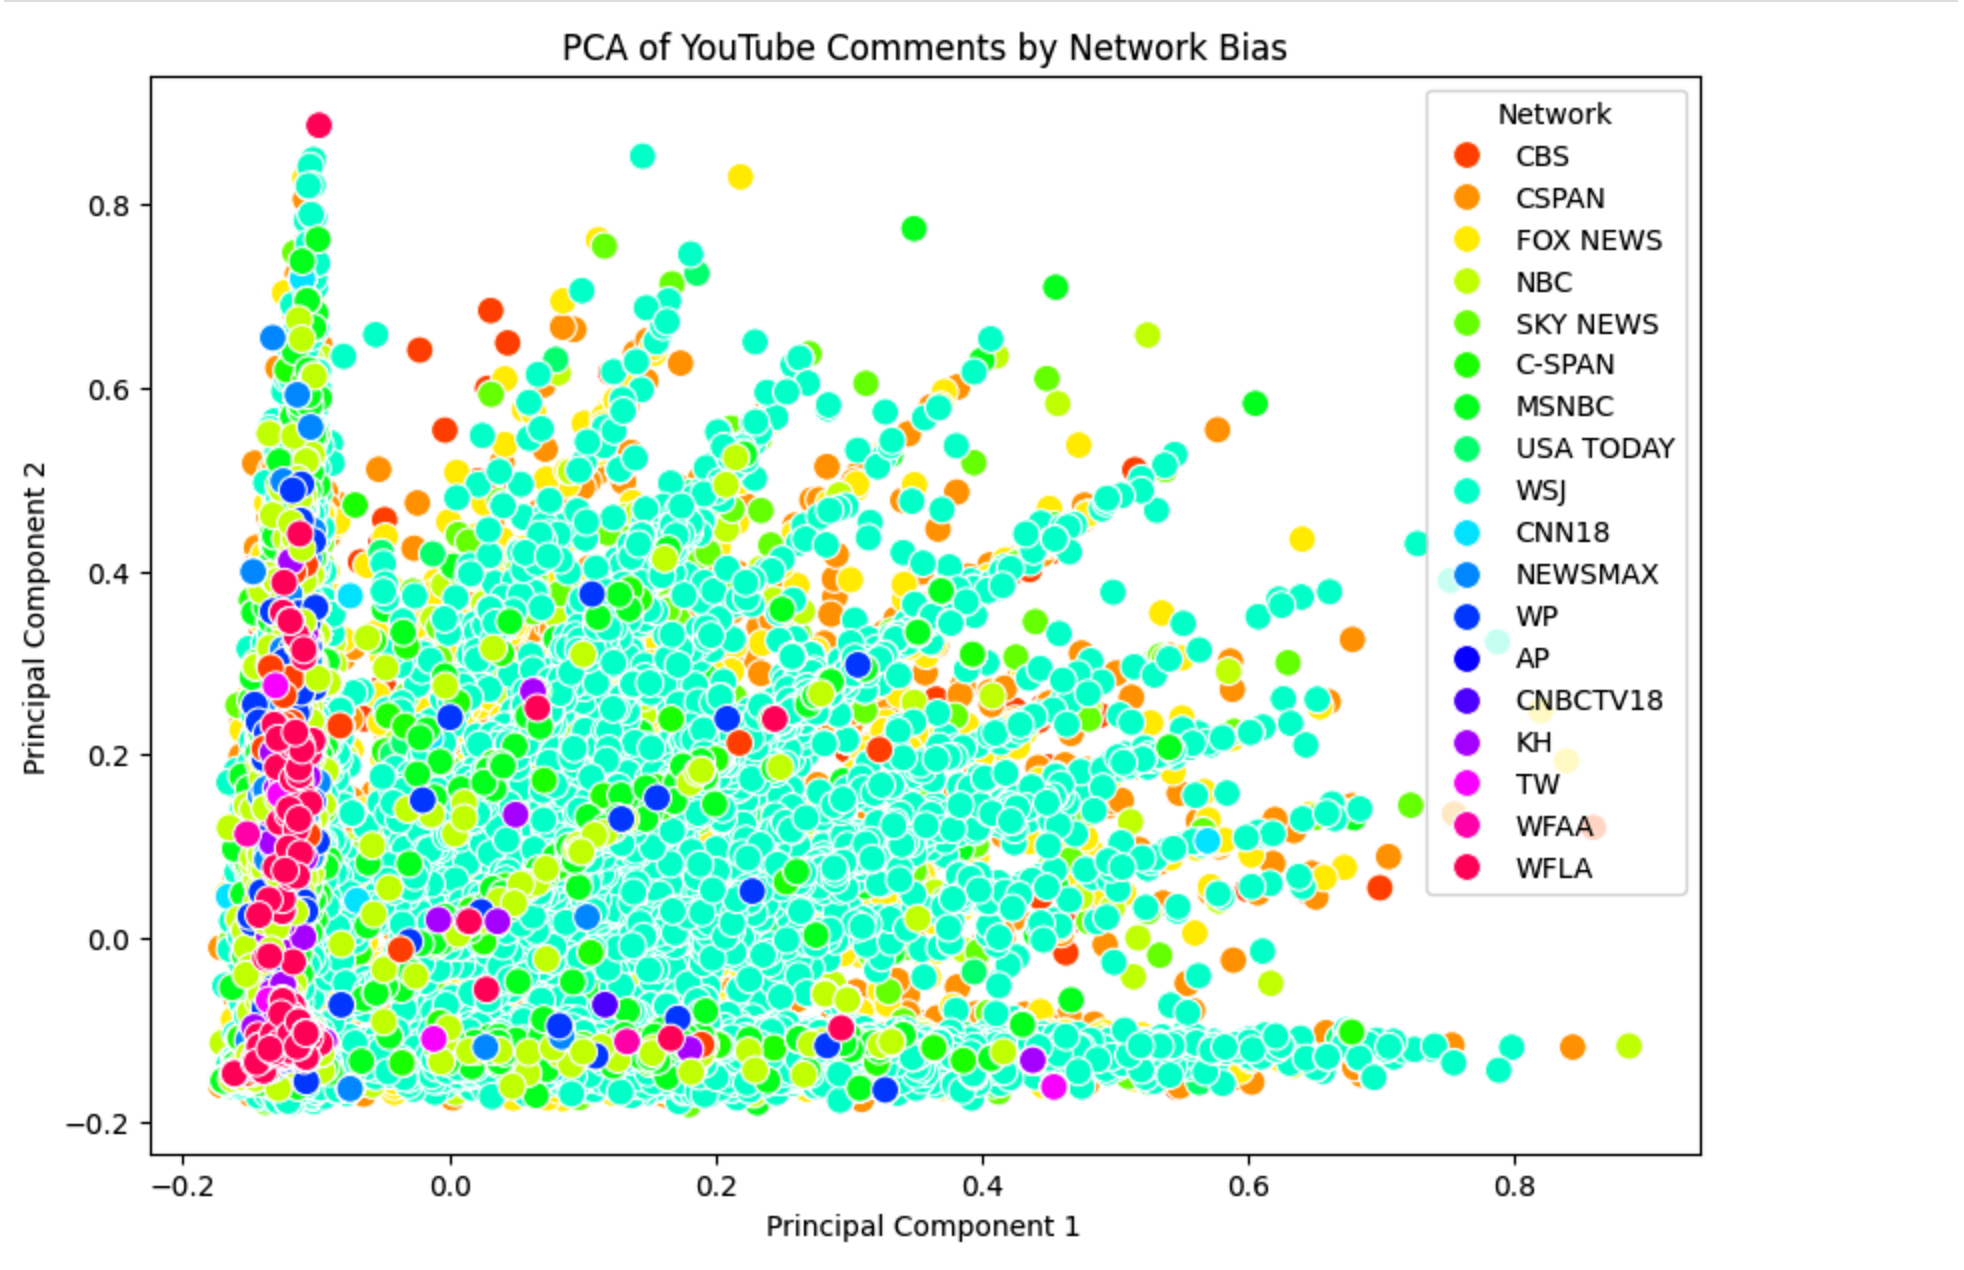 PCA of YouTube Comments by Network Bias
Network
CBS
CSPAN
FOX NEWS
NBC
SKY NEWS
C-SPAN
MSNBC
USA TODAY
WSJ
CNN18
NEWSMAX
WP
AP
CNBCTV18
KH
TW
WFAA
WFLA
Principal Component 2
0.8
0.6
0.4
0.2
0.0
−0.2
−0.2
0.0
0.2
0.4
0.6
0.8
Principal Component 1